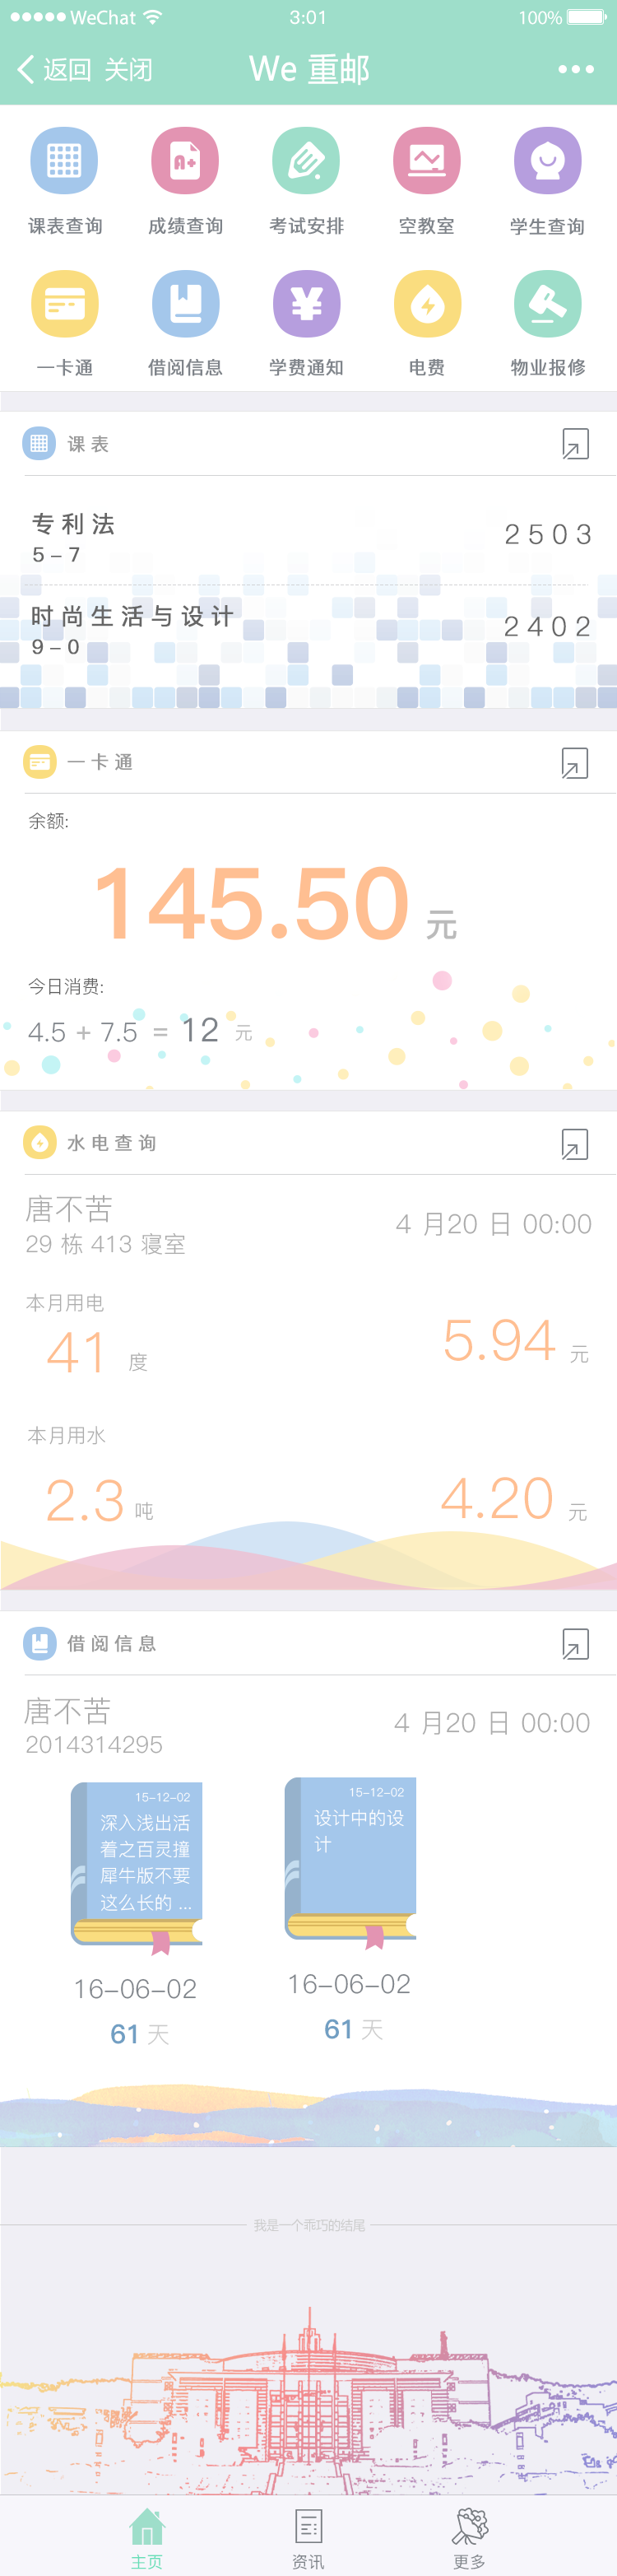 WeChat 3:01 100%
返回 关闭 We 重邮
A+
课表查询 成绩查询 考试安排 空教室 学生查询
¥
一卡通 借阅信息 学费通知 电费 物业报修
课表
专利法 2503
5-7
时尚生活与设计 2402
9-0
一卡通
余额:
145.50 元
今日消费:
4.5 + 7.5 = 12 元
水电查询
唐不苦 4 月20 日 00:00
29 栋 413 寝室
本月用电
41 度 5.94 元
本月用水
2.3 吨 4.20 元
借阅信息
唐不苦 4 月20 日 00:00
2014314295
15-12-02
深入浅出活
着之百灵撞
犀牛版不要
这么长的 ...
16-06-02
61 天
15-12-02
设计中的设
计
16-06-02
61 天
我是一个乖巧的结尾
主页 资讯 更多